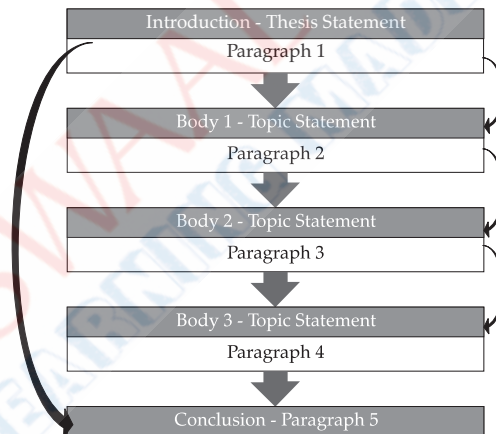 Introduction - Thesis Statement
Paragraph 1
Body 1 - Topic Statement
Paragraph 2
Body 2 - Topic Statement
Paragraph 3
Body 3 - Topic Statement
Paragraph 4
Conclusion - Paragraph 5